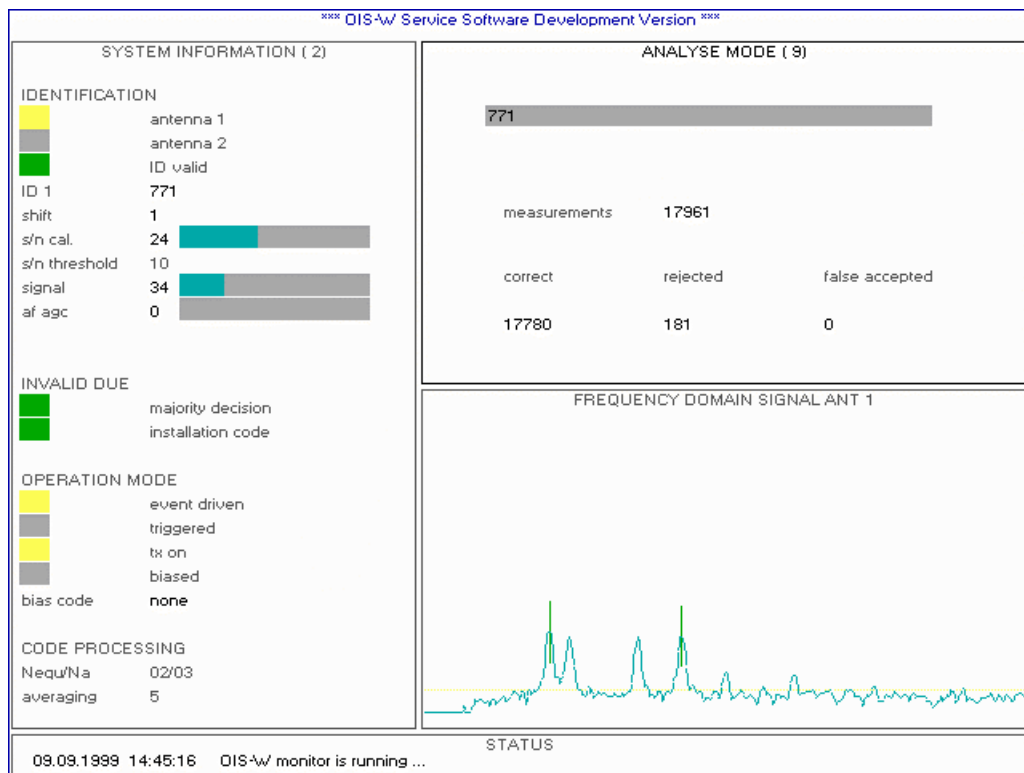 *** OIS-W Service Software Development Version ***
SYSTEM INFORMATION ( 2)
IDENTIFICATION
antenna 1
antenna 2
ID valid
ID 1 771
shift 1
s/n cal. 24
s/n threshold 10
signal 34
af agc 0
INVALID DUE
majority decision
installation code
OPERATION MODE
event driven
triggered
tx on
biased
bias code none
CODE PROCESSING
Nequ/Na 02/03
averaging 5
ANALYSE MODE ( 9)
771
measurements 17961
correct rejected false accepted
17780 181 0
FREQUENCY DOMAIN SIGNAL ANT 1
STATUS
09.09.1999 14:45:16 OIS-W monitor is running ...